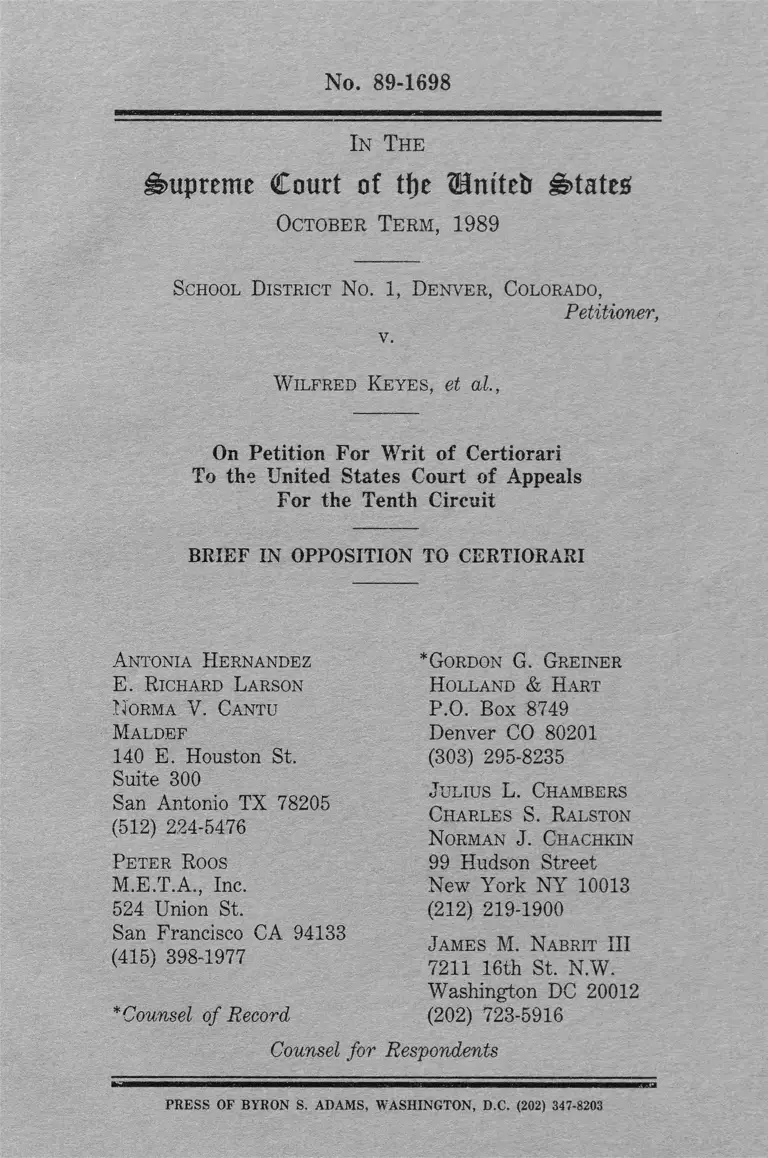 No. 89-1698
IN THE
Supreme Court of the United States
OCTOBER TERM, 1989
SCHOOL DISTRICT NO. 1, DENVER, COLORADO,
Petitioner,
v.
WILFRED KEYES, et al.,
On Petition For Writ of Certiorari
To the United States Court of Appeals
For the Tenth Circuit
BRIEF IN OPPOSITION TO CERTIORARI
ANTONIA HERNANDEZ
E. RICHARD LARSON
NORMA V. CANTU
MALDEF
140 E. Houston St.
Suite 300
San Antonio TX 78205
(512) 224-5476
PETER ROOS
M.E.T.A., Inc.
524 Union St.
San Francisco CA 94133
(415) 398-1977
*Counsel of Record
*GORDON G. GREINER
HOLLAND & HART
P.O. Box 8749
Denver CO 80201
(303) 295-8235
JULIUS L. CHAMBERS
CHARLES S. RALSTON
NORMAN J. CHACHKIN
99 Hudson Street
New York NY 10013
(212) 219-1900
JAMES M. NABRIT III
7211 16th St. N.W.
Washington DC 20012
(202) 723-5916
Counsel for Respondents
PRESS OF BYRON S. ADAMS, WASHINGTON, D.C. (202) 347-8203